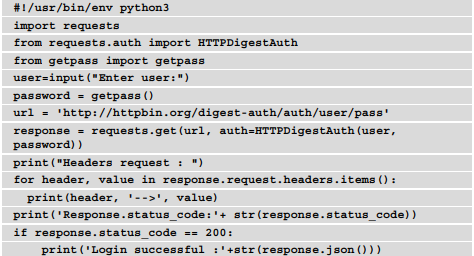 #!/usr/bin/env python3
import requests
from requests.auth import HTTPDigestAuth
from getpass import getpass
user=input("Enter user:")
password = getpass()
url = 'http://httpbin.org/digest-auth/auth/user/pass'
response = requests.get(url, auth=HTTPDigestAuth(user,
password))
print("Headers request : ")
for header, value in response.request.headers.items():
  print(header, '-->', value)
print('Response.status_code:'+ str(response.status_code))
if response.status_code == 200:
    print('Login successful :'+str(response.json()))